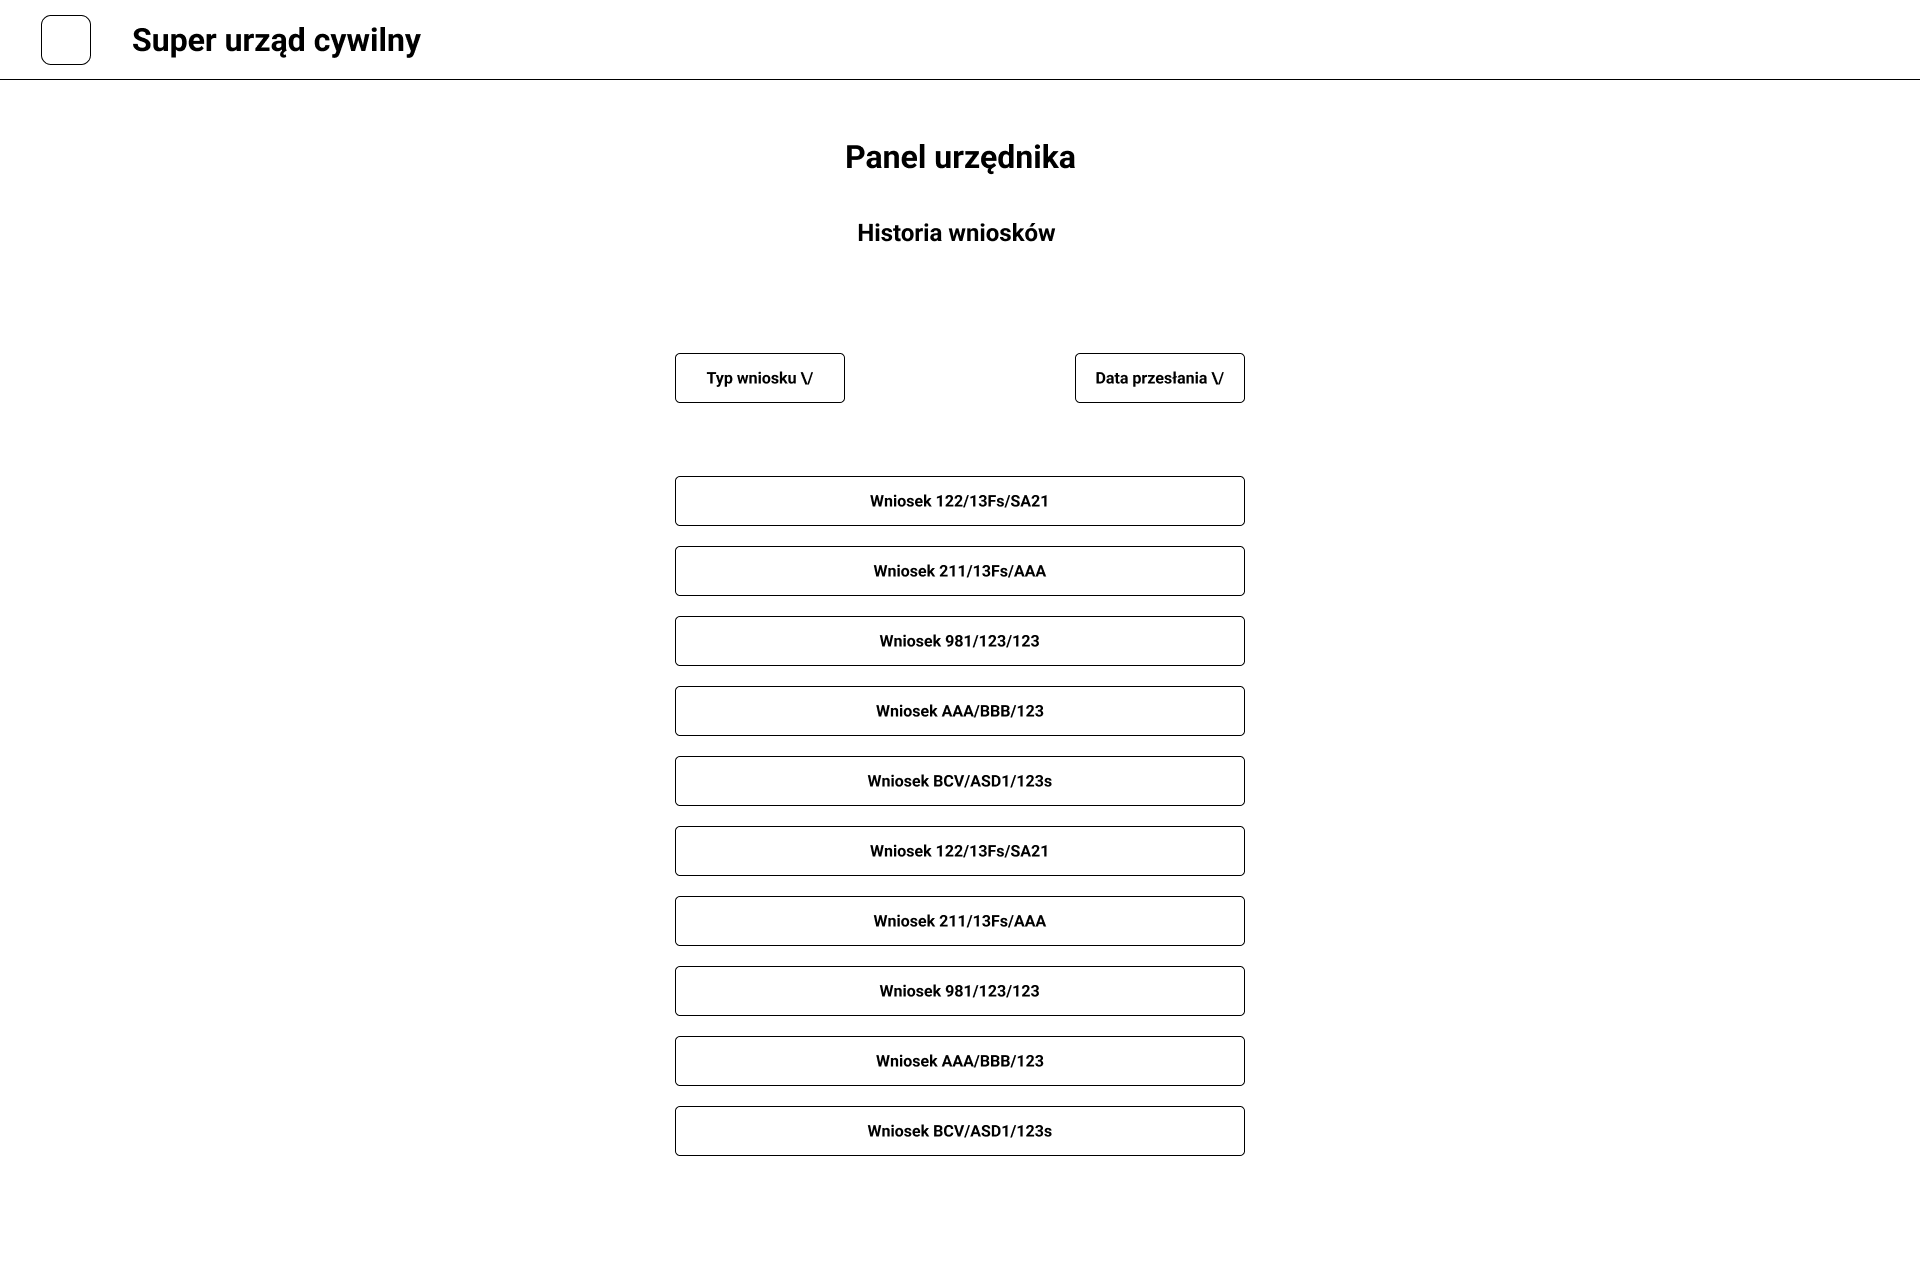 Super urząd cywilny
Panel urzędnika
Historia wniosków
Typ wniosku \/
Data przesłania \/
Wniosek 122/13Fs/SA21
Wniosek 211/13Fs/AAA
Wniosek 981/123/123
Wniosek AAA/BBB/123
Wniosek BCV/ASD1/123s
Wniosek 122/13Fs/SA21
Wniosek 211/13Fs/AAA
Wniosek 981/123/123
Wniosek AAA/BBB/123
Wniosek BCV/ASD1/123s